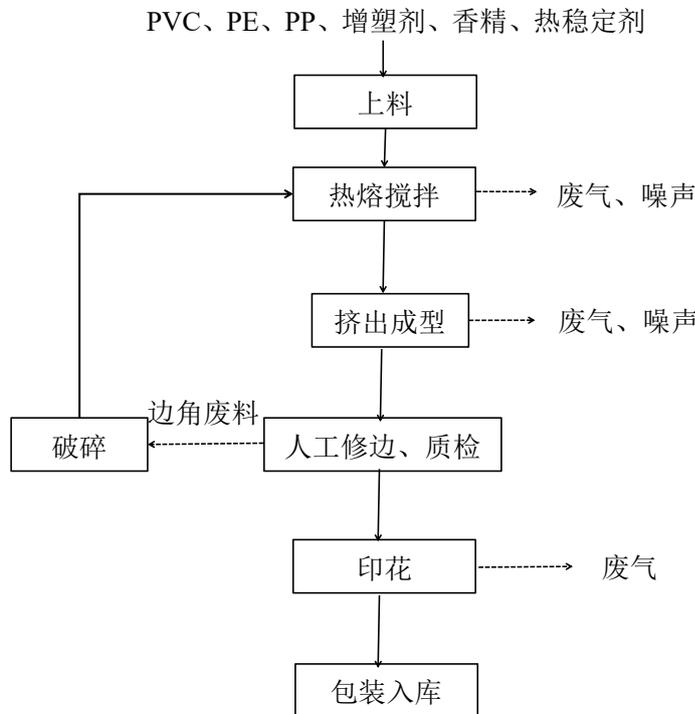 PVC、PE、PP、增塑剂、香精、热稳定剂
上料
热熔搅拌
废气、噪声
挤出成型
废气、噪声
边角废料
破碎
人工修边、质检
印花
废气
包装入库